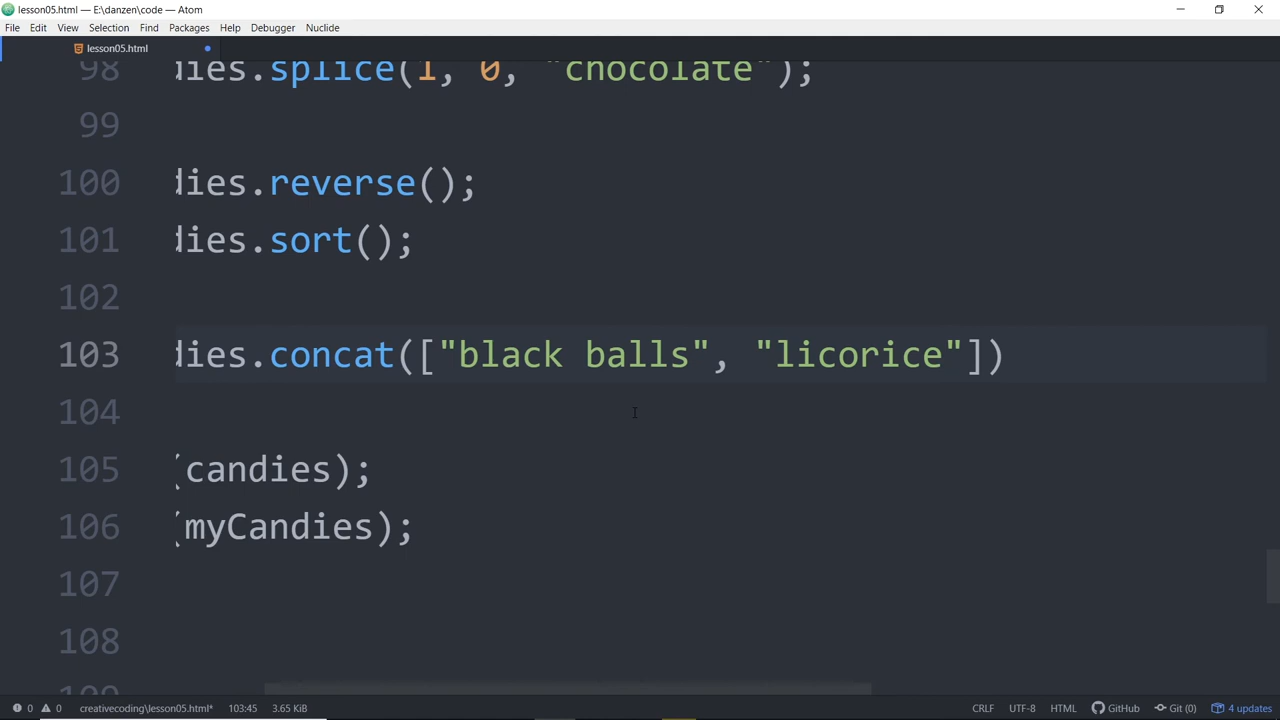 lesson05.html — E:\danzen\code — Atom
File Edit View Selection Find Packages Help Debugger Nuclide
lesson05.html
98 dies.splice(1, 0, "chocolate");
99
100 dies.reverse();
101 dies.sort();
102
103 dies.concat(["black balls", "licorice"])
104
105 (candies);
106 (myCandies);
107
108
109
0 0 creativecoding\lesson05.html* 103:45 3.65 KiB CRLF UTF-8 HTML GitHub Git (0) 4 updates